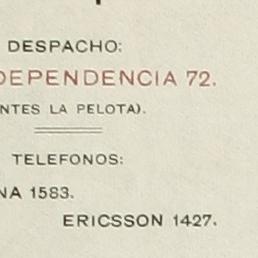 DESPACHO:
DEPENDENCIA 72.
NTES LA PELOTA).
TELEFONOS:
NA 1583.
ERICSSON 1427.